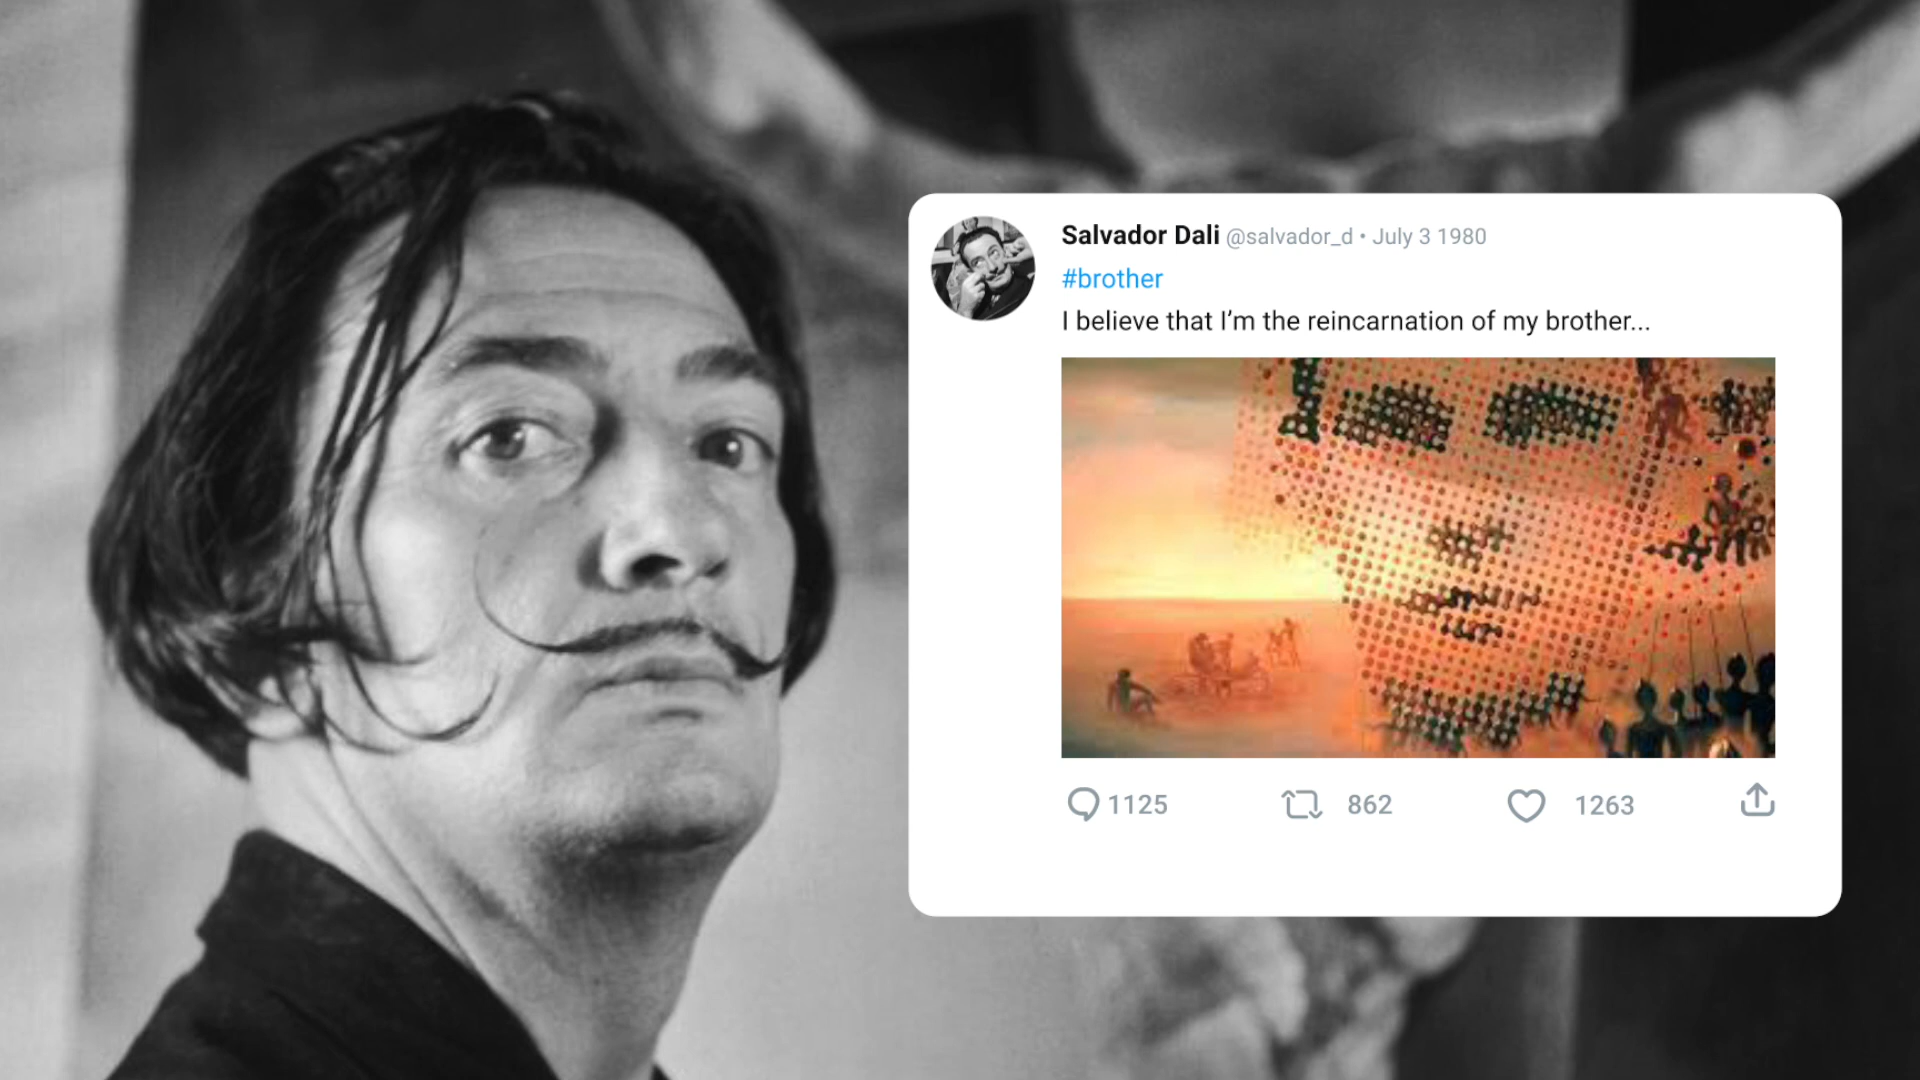 Salvador Dali @salvador_d • July 3 1980
#brother
I believe that I'm the reincarnation of my brother...
1125 862 1263